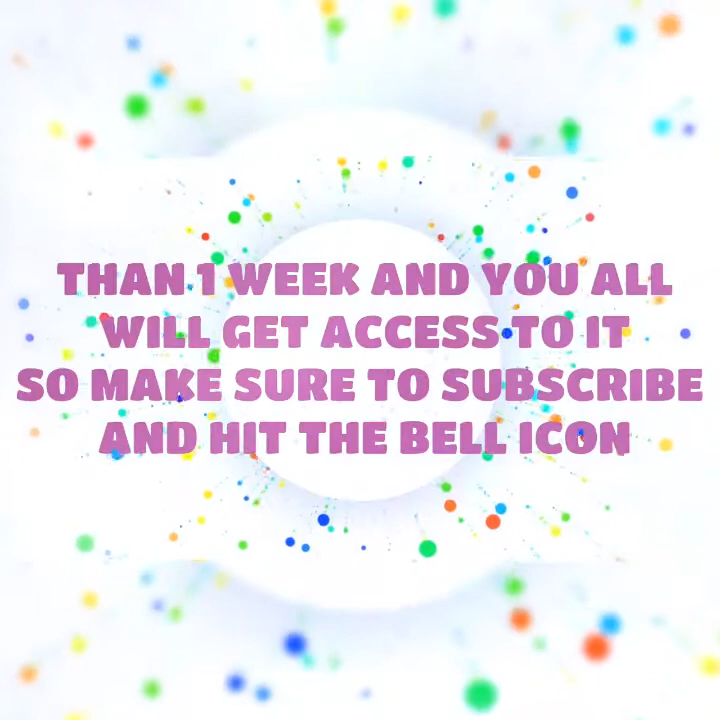 THAN 1 WEEK AND YOU ALL
WILL GET ACCESS TO IT
SO MAKE SURE TO SUBSCRIBE
AND HIT THE BELL ICON